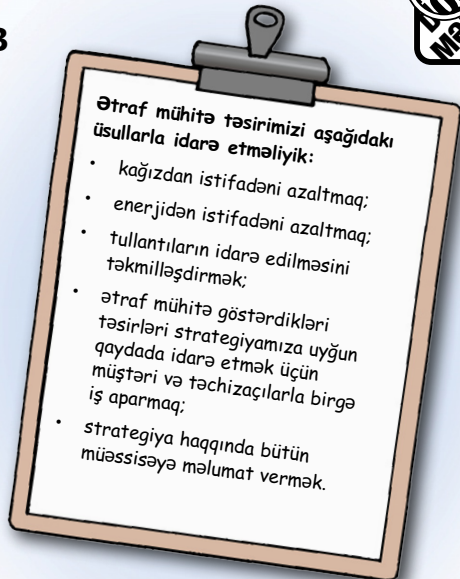 Ətraf mühitə təsirimizi aşağıdakı
üsullarla idarə etməliyik:
• kağızdan istifadəni azaltmaq;
• enerjidən istifadəni azaltmaq;
• tullantıların idarə edilməsini
təkmilləşdirmək;
• ətraf mühitə göstərdikləri
təsirləri strategiyamıza uyğun
qaydada idarə etmək üçün
müştəri və təchizaçılarla birgə
iş aparmaq;
• strategiya haqqında bütün
müəssisəyə məlumat vermək.